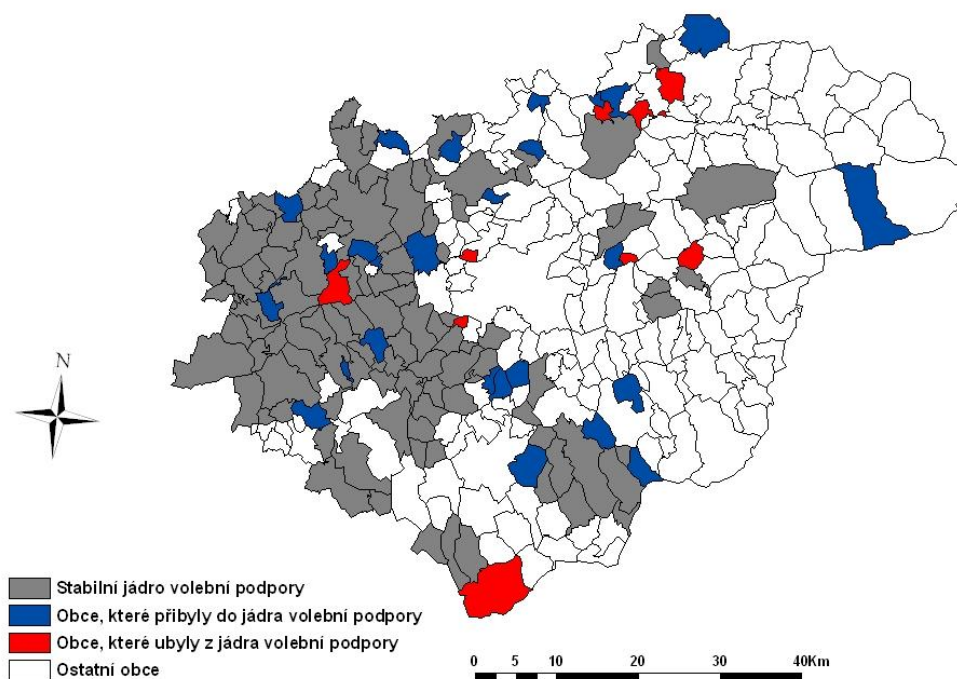 N
Stabilní jádro volební podpory
Obce, které přibyly do jádra volební podpory
Obce, které ubyly z jádra volební podpory
Ostatní obce
0 5 10 20 30 40Km